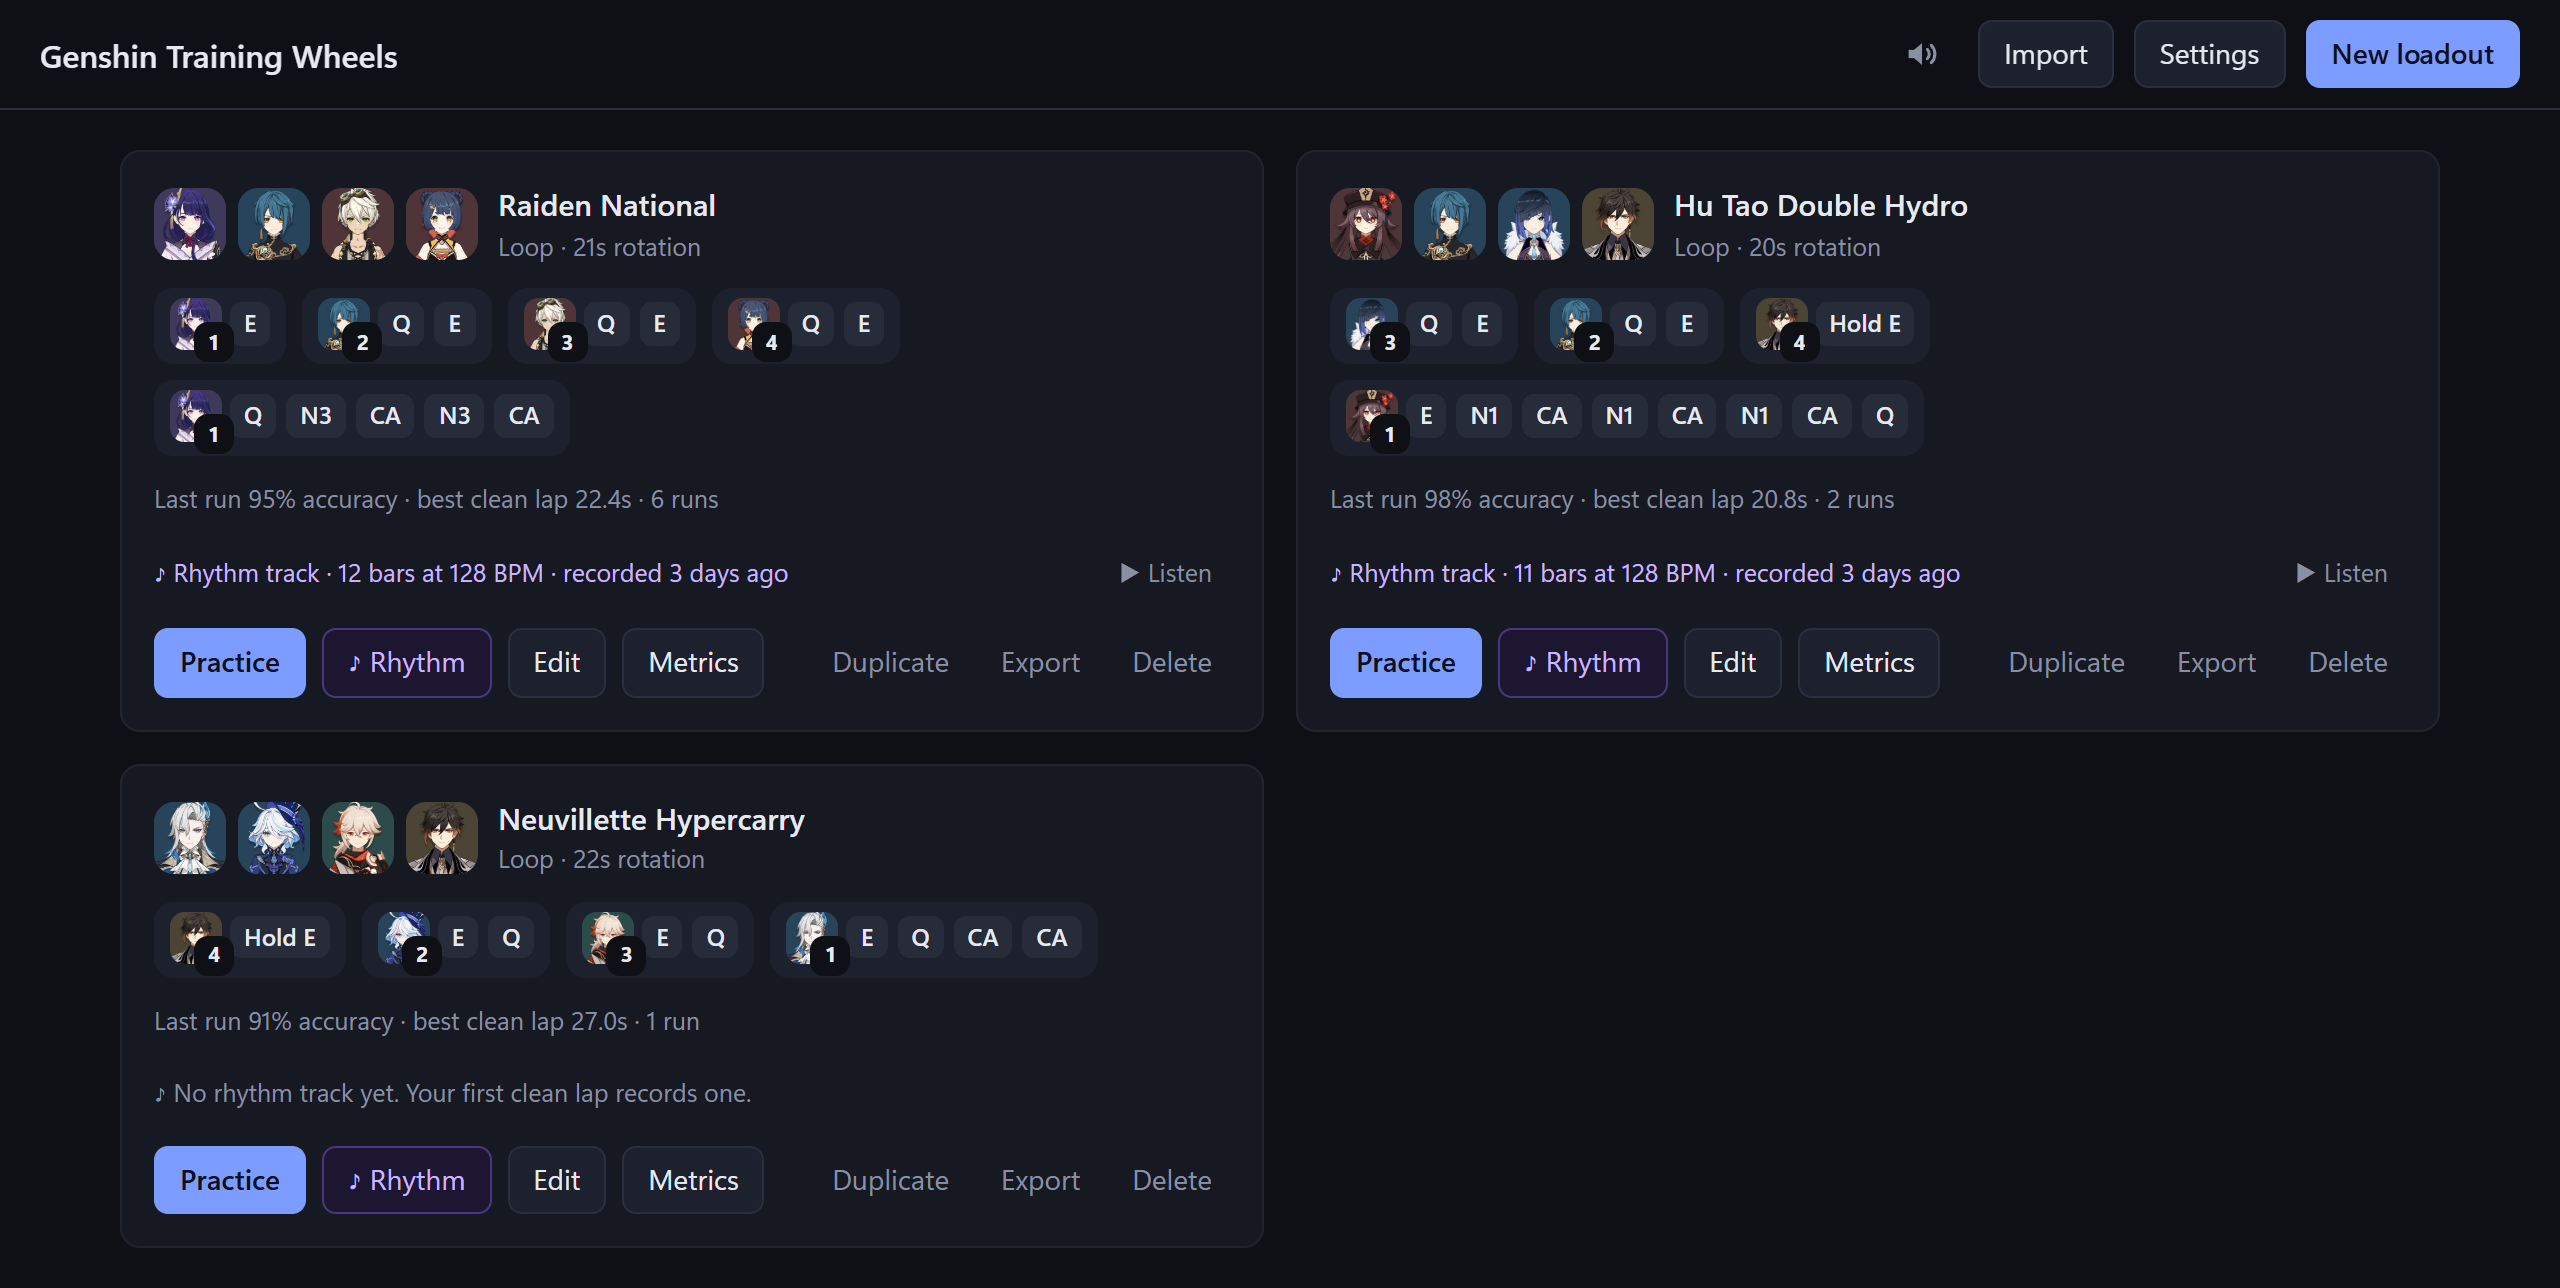 Genshin Training Wheels
Import
Settings
New loadout
Raiden National
Loop · 21s rotation
1 E
2 Q E
3 Q E
4 Q E
1 Q N3 CA N3 CA
Last run 95% accuracy · best clean lap 22.4s · 6 runs
♪ Rhythm track · 12 bars at 128 BPM · recorded 3 days ago
▶ Listen
Practice
♪ Rhythm
Edit
Metrics
Duplicate
Export
Delete
Hu Tao Double Hydro
Loop · 20s rotation
3 Q E
2 Q E
4 Hold E
1 E N1 CA N1 CA N1 CA Q
Last run 98% accuracy · best clean lap 20.8s · 2 runs
♪ Rhythm track · 11 bars at 128 BPM · recorded 3 days ago
▶ Listen
Practice
♪ Rhythm
Edit
Metrics
Duplicate
Export
Delete
Neuvillette Hypercarry
Loop · 22s rotation
4 Hold E
2 E Q
3 E Q
1 E Q CA CA
Last run 91% accuracy · best clean lap 27.0s · 1 run
♪ No rhythm track yet. Your first clean lap records one.
Practice
♪ Rhythm
Edit
Metrics
Duplicate
Export
Delete